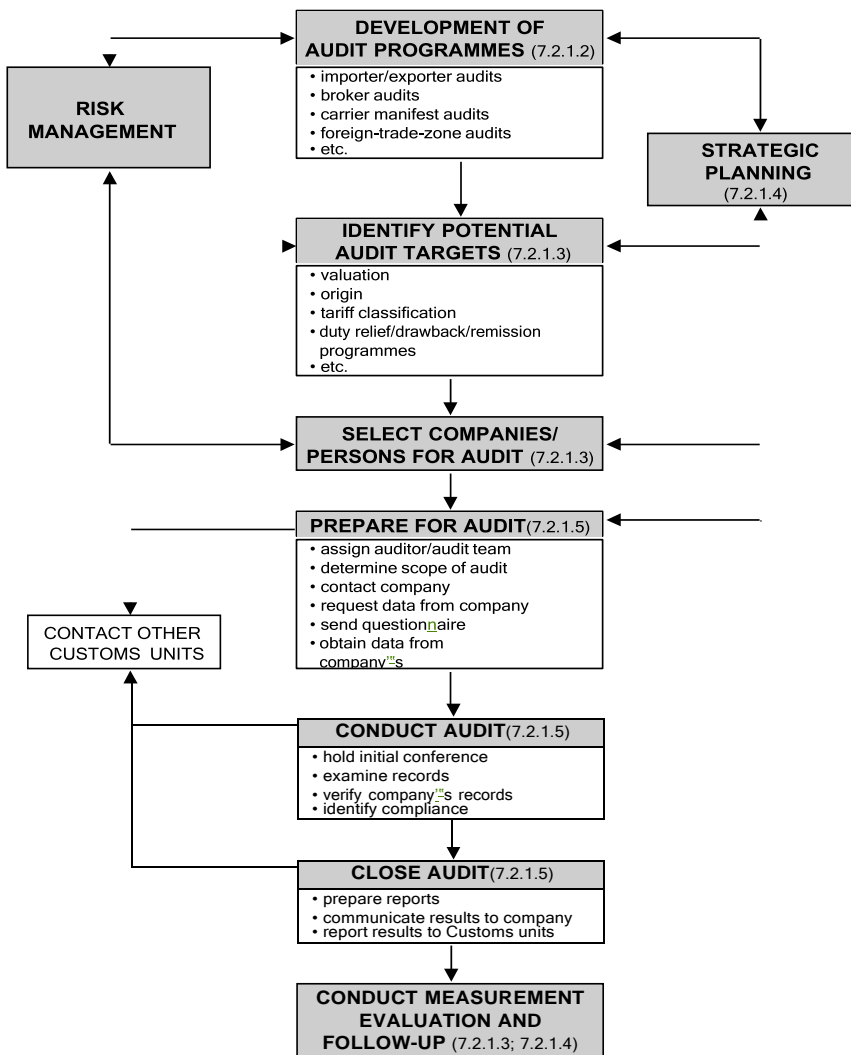 DEVELOPMENT OF
AUDIT PROGRAMMES (7.2.1.2)
• importer/exporter audits
• broker audits
• carrier manifest audits
• foreign-trade-zone audits
• etc.
RISK
MANAGEMENT
STRATEGIC
PLANNING
(7.2.1.4)
IDENTIFY POTENTIAL
AUDIT TARGETS (7.2.1.3)
• valuation
• origin
• tariff classification
• duty relief/drawback/remission
programmes
• etc.
SELECT COMPANIES/
PERSONS FOR AUDIT (7.2.1.3)
PREPARE FOR AUDIT(7.2.1.5)
• assign auditor/audit team
• determine scope of audit
• contact company
• request data from company
• send questionnaire
• obtain data from
company'"s
CONTACT OTHER
CUSTOMS UNITS
CONDUCT AUDIT(7.2.1.5)
• hold initial conference
• examine records
• verify company'"s records
• identify compliance
CLOSE AUDIT(7.2.1.5)
• prepare reports
• communicate results to company
• report results to Customs units
CONDUCT MEASUREMENT
EVALUATION AND
FOLLOW-UP (7.2.1.3; 7.2.1.4)